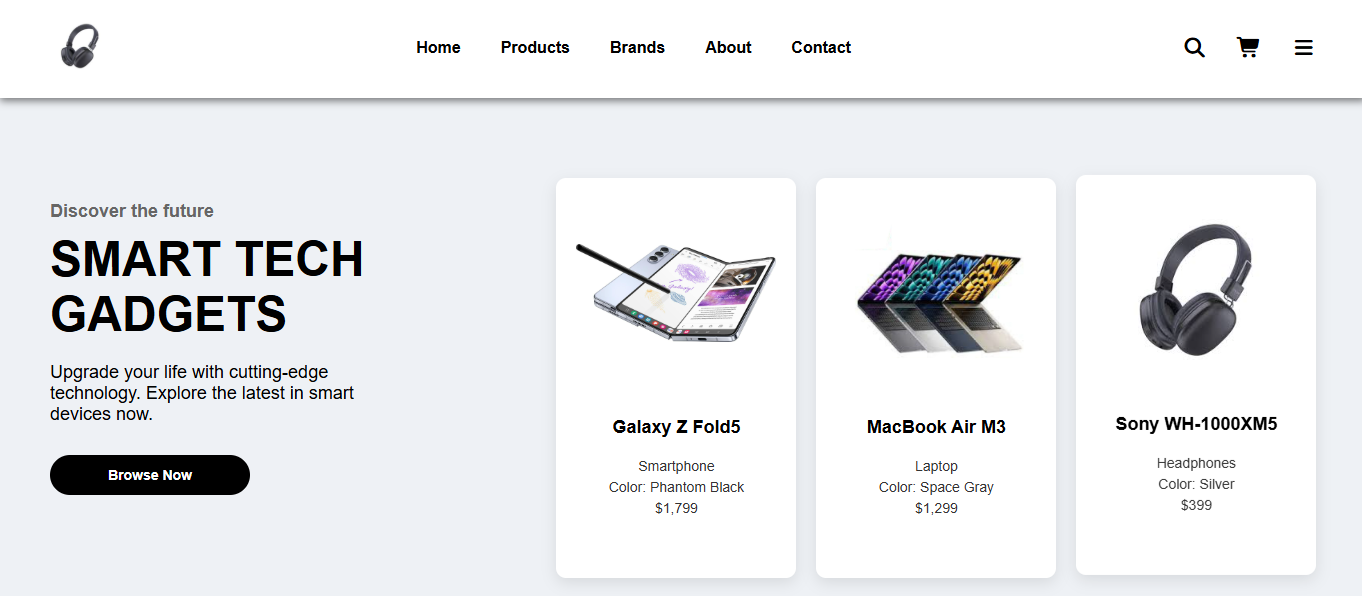 Home
Products
Brands
About
Contact
Discover the future
SMART TECH
GADGETS
Upgrade your life with cutting-edge
technology. Explore the latest in smart
devices now.
Browse Now
Galaxy Z Fold5
Smartphone
Color: Phantom Black
$1,799
MacBook Air M3
Laptop
Color: Space Gray
$1,299
Sony WH-1000XM5
Headphones
Color: Silver
$399